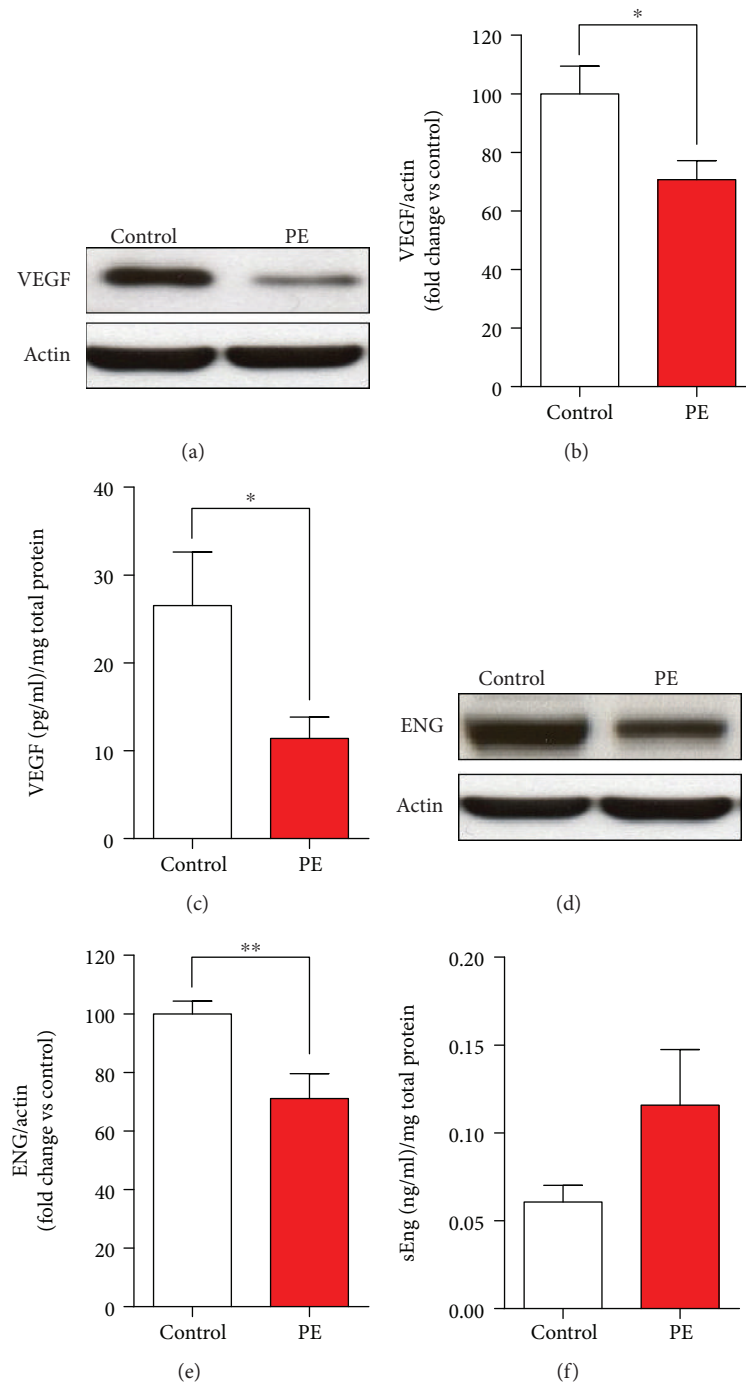 Control PE
VEGF
Actin
(a)
*
120
100
80
60
40
20
0
VEGF/actin
(fold change vs control)
Control PE
(b)
*
40
30
20
10
0
VEGF (pg/ml)/mg total protein
Control PE
(c)
Control PE
ENG
Actin
(d)
**
120
100
80
60
40
20
0
ENG/actin
(fold change vs control)
Control PE
(e)
0.20
0.15
0.10
0.05
0.00
sEng (ng/ml)/mg total protein
Control PE
(f)